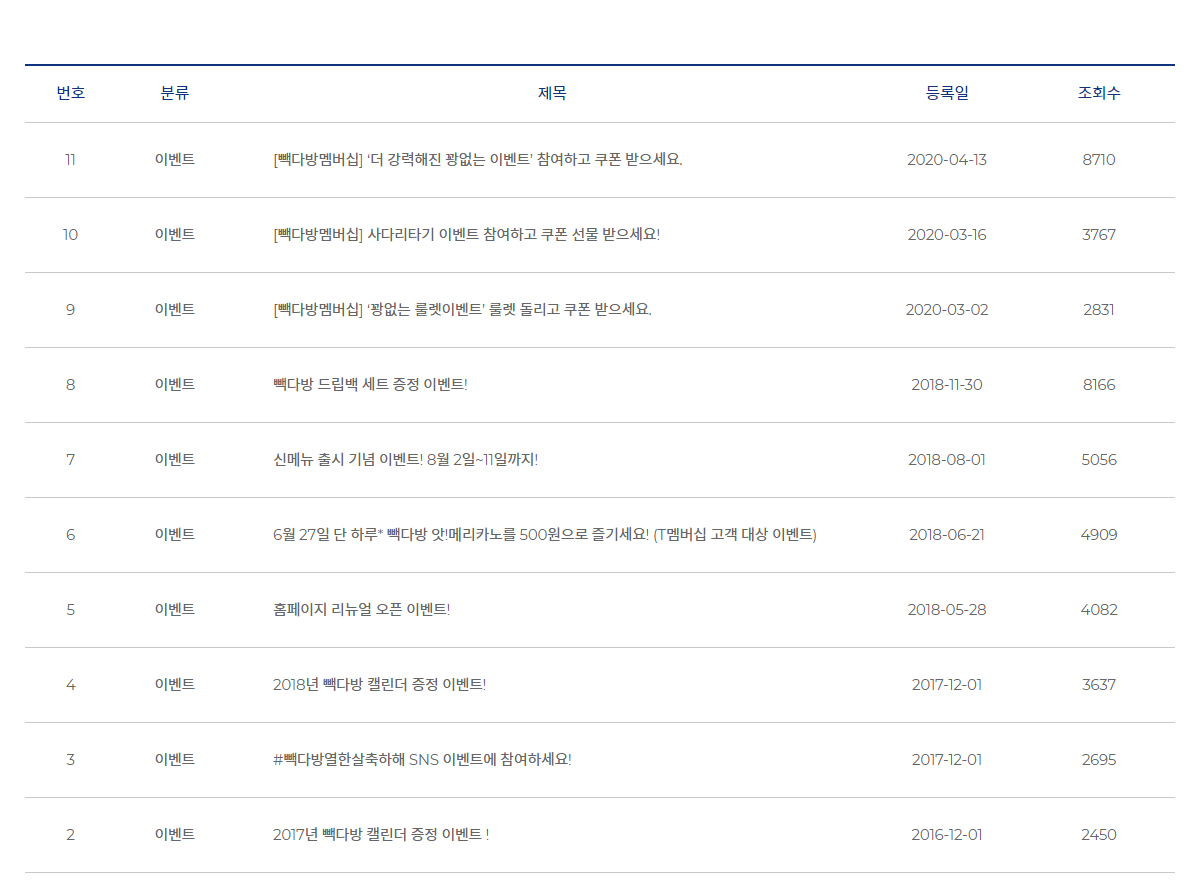 번호 분류 제목 등록일 조회수
11 이벤트 [빽다방멤버십] ‘더 강력해진 꽝없는 이벤트’ 참여하고 쿠폰 받으세요. 2020-04-13 8710
10 이벤트 [빽다방멤버십] 사다리타기 이벤트 참여하고 쿠폰 선물 받으세요! 2020-03-16 3767
9 이벤트 [빽다방멤버십] ‘꽝없는 룰렛이벤트’ 룰렛 돌리고 쿠폰 받으세요. 2020-03-02 2831
8 이벤트 빽다방 드립백 세트 증정 이벤트! 2018-11-30 8166
7 이벤트 신메뉴 출시 기념 이벤트! 8월 2일~11일까지! 2018-08-01 5056
6 이벤트 6월 27일 단 하루* 빽다방 앗!메리카노를 500원으로 즐기세요! (T멤버십 고객 대상 이벤트) 2018-06-21 4909
5 이벤트 홈페이지 리뉴얼 오픈 이벤트! 2018-05-28 4082
4 이벤트 2018년 빽다방 캘린더 증정 이벤트! 2017-12-01 3637
3 이벤트 #빽다방열한살축하해 SNS 이벤트에 참여하세요! 2017-12-01 2695
2 이벤트 2017년 빽다방 캘린더 증정 이벤트 ! 2016-12-01 2450